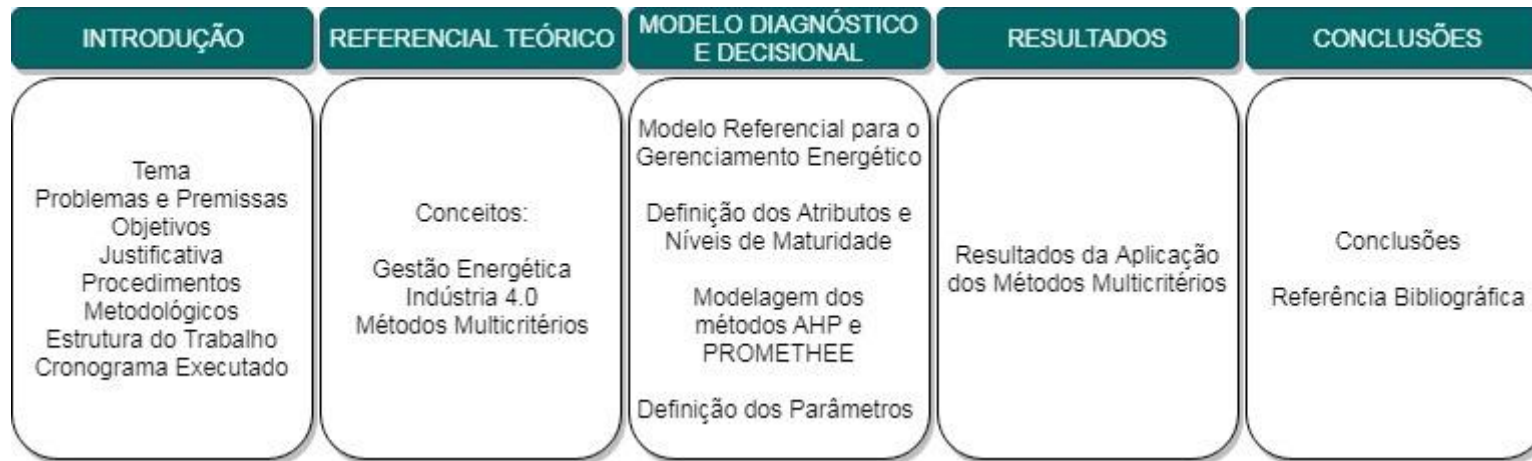 INTRODUÇÃO
Tema
Problemas e Premissas
Objetivos
Justificativa
Procedimentos
Metodológicos
Estrutura do Trabalho
Cronograma Executado
REFERENCIAL TEÓRICO
Conceitos:
Gestão Energética
Indústria 4.0
Métodos Multicritérios
MODELO DIAGNÓSTICO
E DECISIONAL
Modelo Referencial para o
Gerenciamento Energético
Definição dos Atributos e
Níveis de Maturidade
Modelagem dos
métodos AHP e
PROMETHEE
Definição dos Parâmetros
RESULTADOS
Resultados da Aplicação
dos Métodos Multicritérios
CONCLUSÕES
Conclusões
Referência Bibliográfica